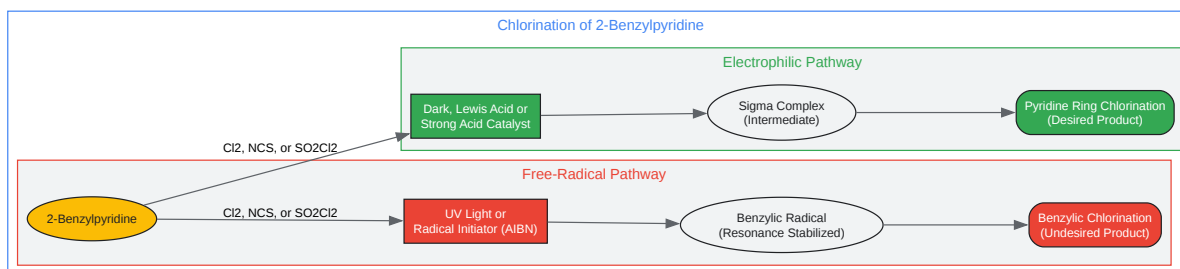 Chlorination of 2-Benzylpyridine
Electrophilic Pathway
Dark, Lewis Acid or
Strong Acid Catalyst
Sigma Complex
(Intermediate)
Pyridine Ring Chlorination
(Desired Product)
Cl2, NCS, or SO2Cl2
Free-Radical Pathway
2-Benzylpyridine
Cl2, NCS, or SO2Cl2
UV Light or
Radical Initiator (AIBN)
Benzylic Radical
(Resonance Stabilized)
Benzylic Chlorination
(Undesired Product)